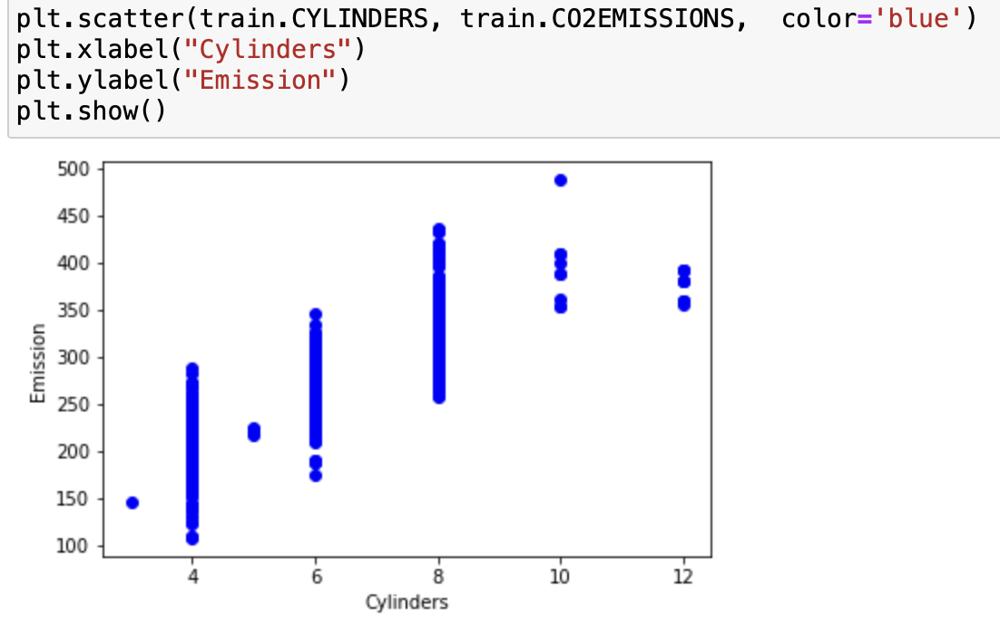 plt.scatter(train.CYLINDERS, train.CO2EMISSIONS,  color='blue')
plt.xlabel("Cylinders")
plt.ylabel("Emission")
plt.show()
500
450
400
350
300
250
200
150
100
Emission
4 6 8 10 12
Cylinders